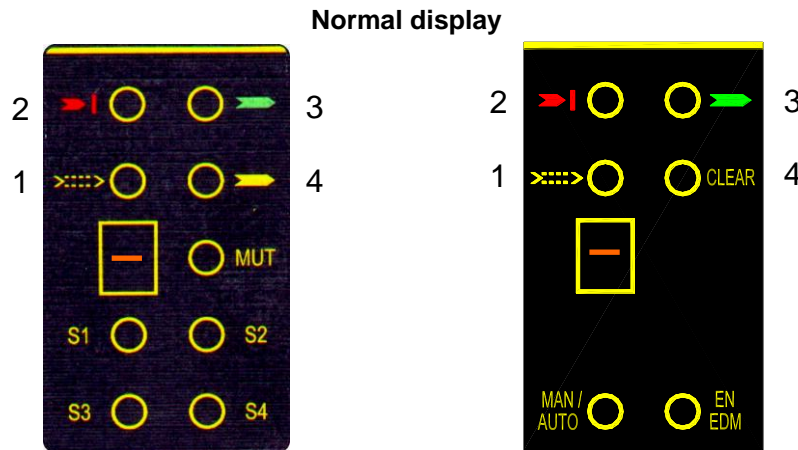 Normal display
2
3
1
4
MUT
S1
S2
S3
S4
2
3
1
CLEAR
4
MAN /
AUTO
EN
EDM